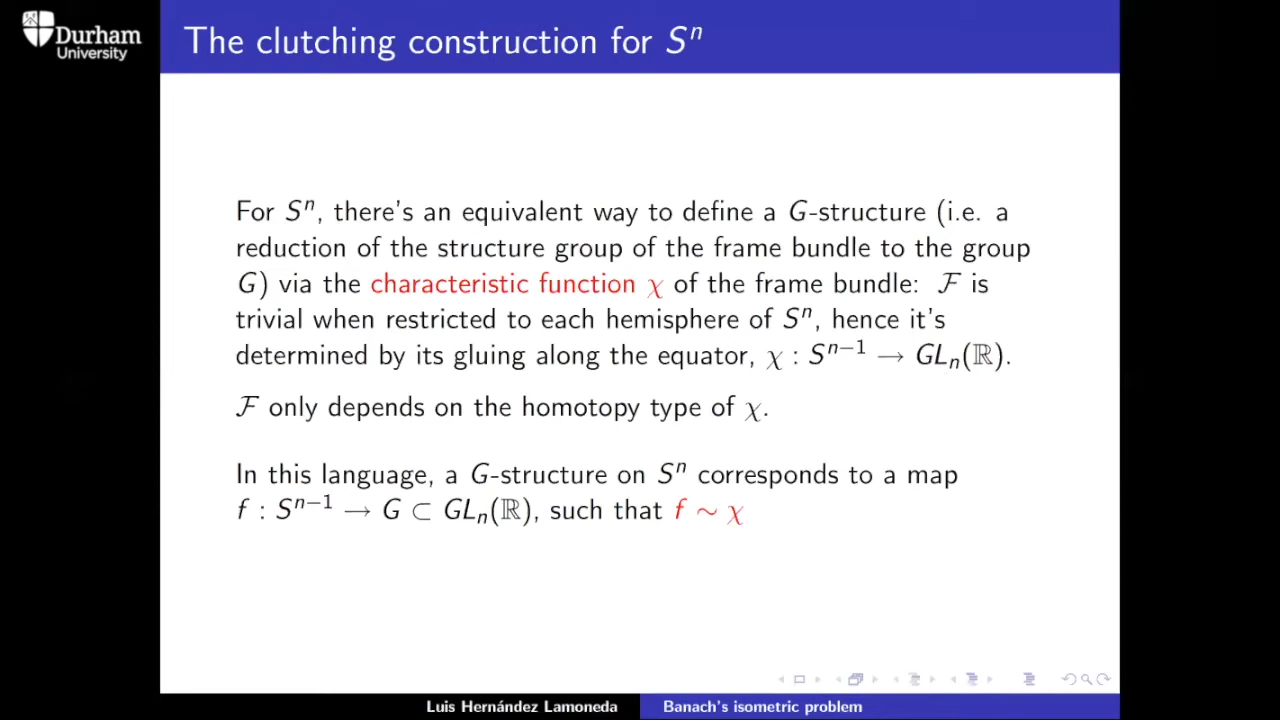 Durham
University
The clutching construction for Sⁿ
For Sⁿ, there's an equivalent way to define a G-structure (i.e. a
reduction of the structure group of the frame bundle to the group
G) via the characteristic function χ of the frame bundle: ℱ is
trivial when restricted to each hemisphere of Sⁿ, hence it's
determined by its gluing along the equator, χ : Sⁿ⁻¹ → GLₙ(ℝ).
ℱ only depends on the homotopy type of χ.
In this language, a G-structure on Sⁿ corresponds to a map
f : Sⁿ⁻¹ → G ⊂ GLₙ(ℝ), such that f ∼ χ
Luis Hernández Lamoneda
Banach's isometric problem